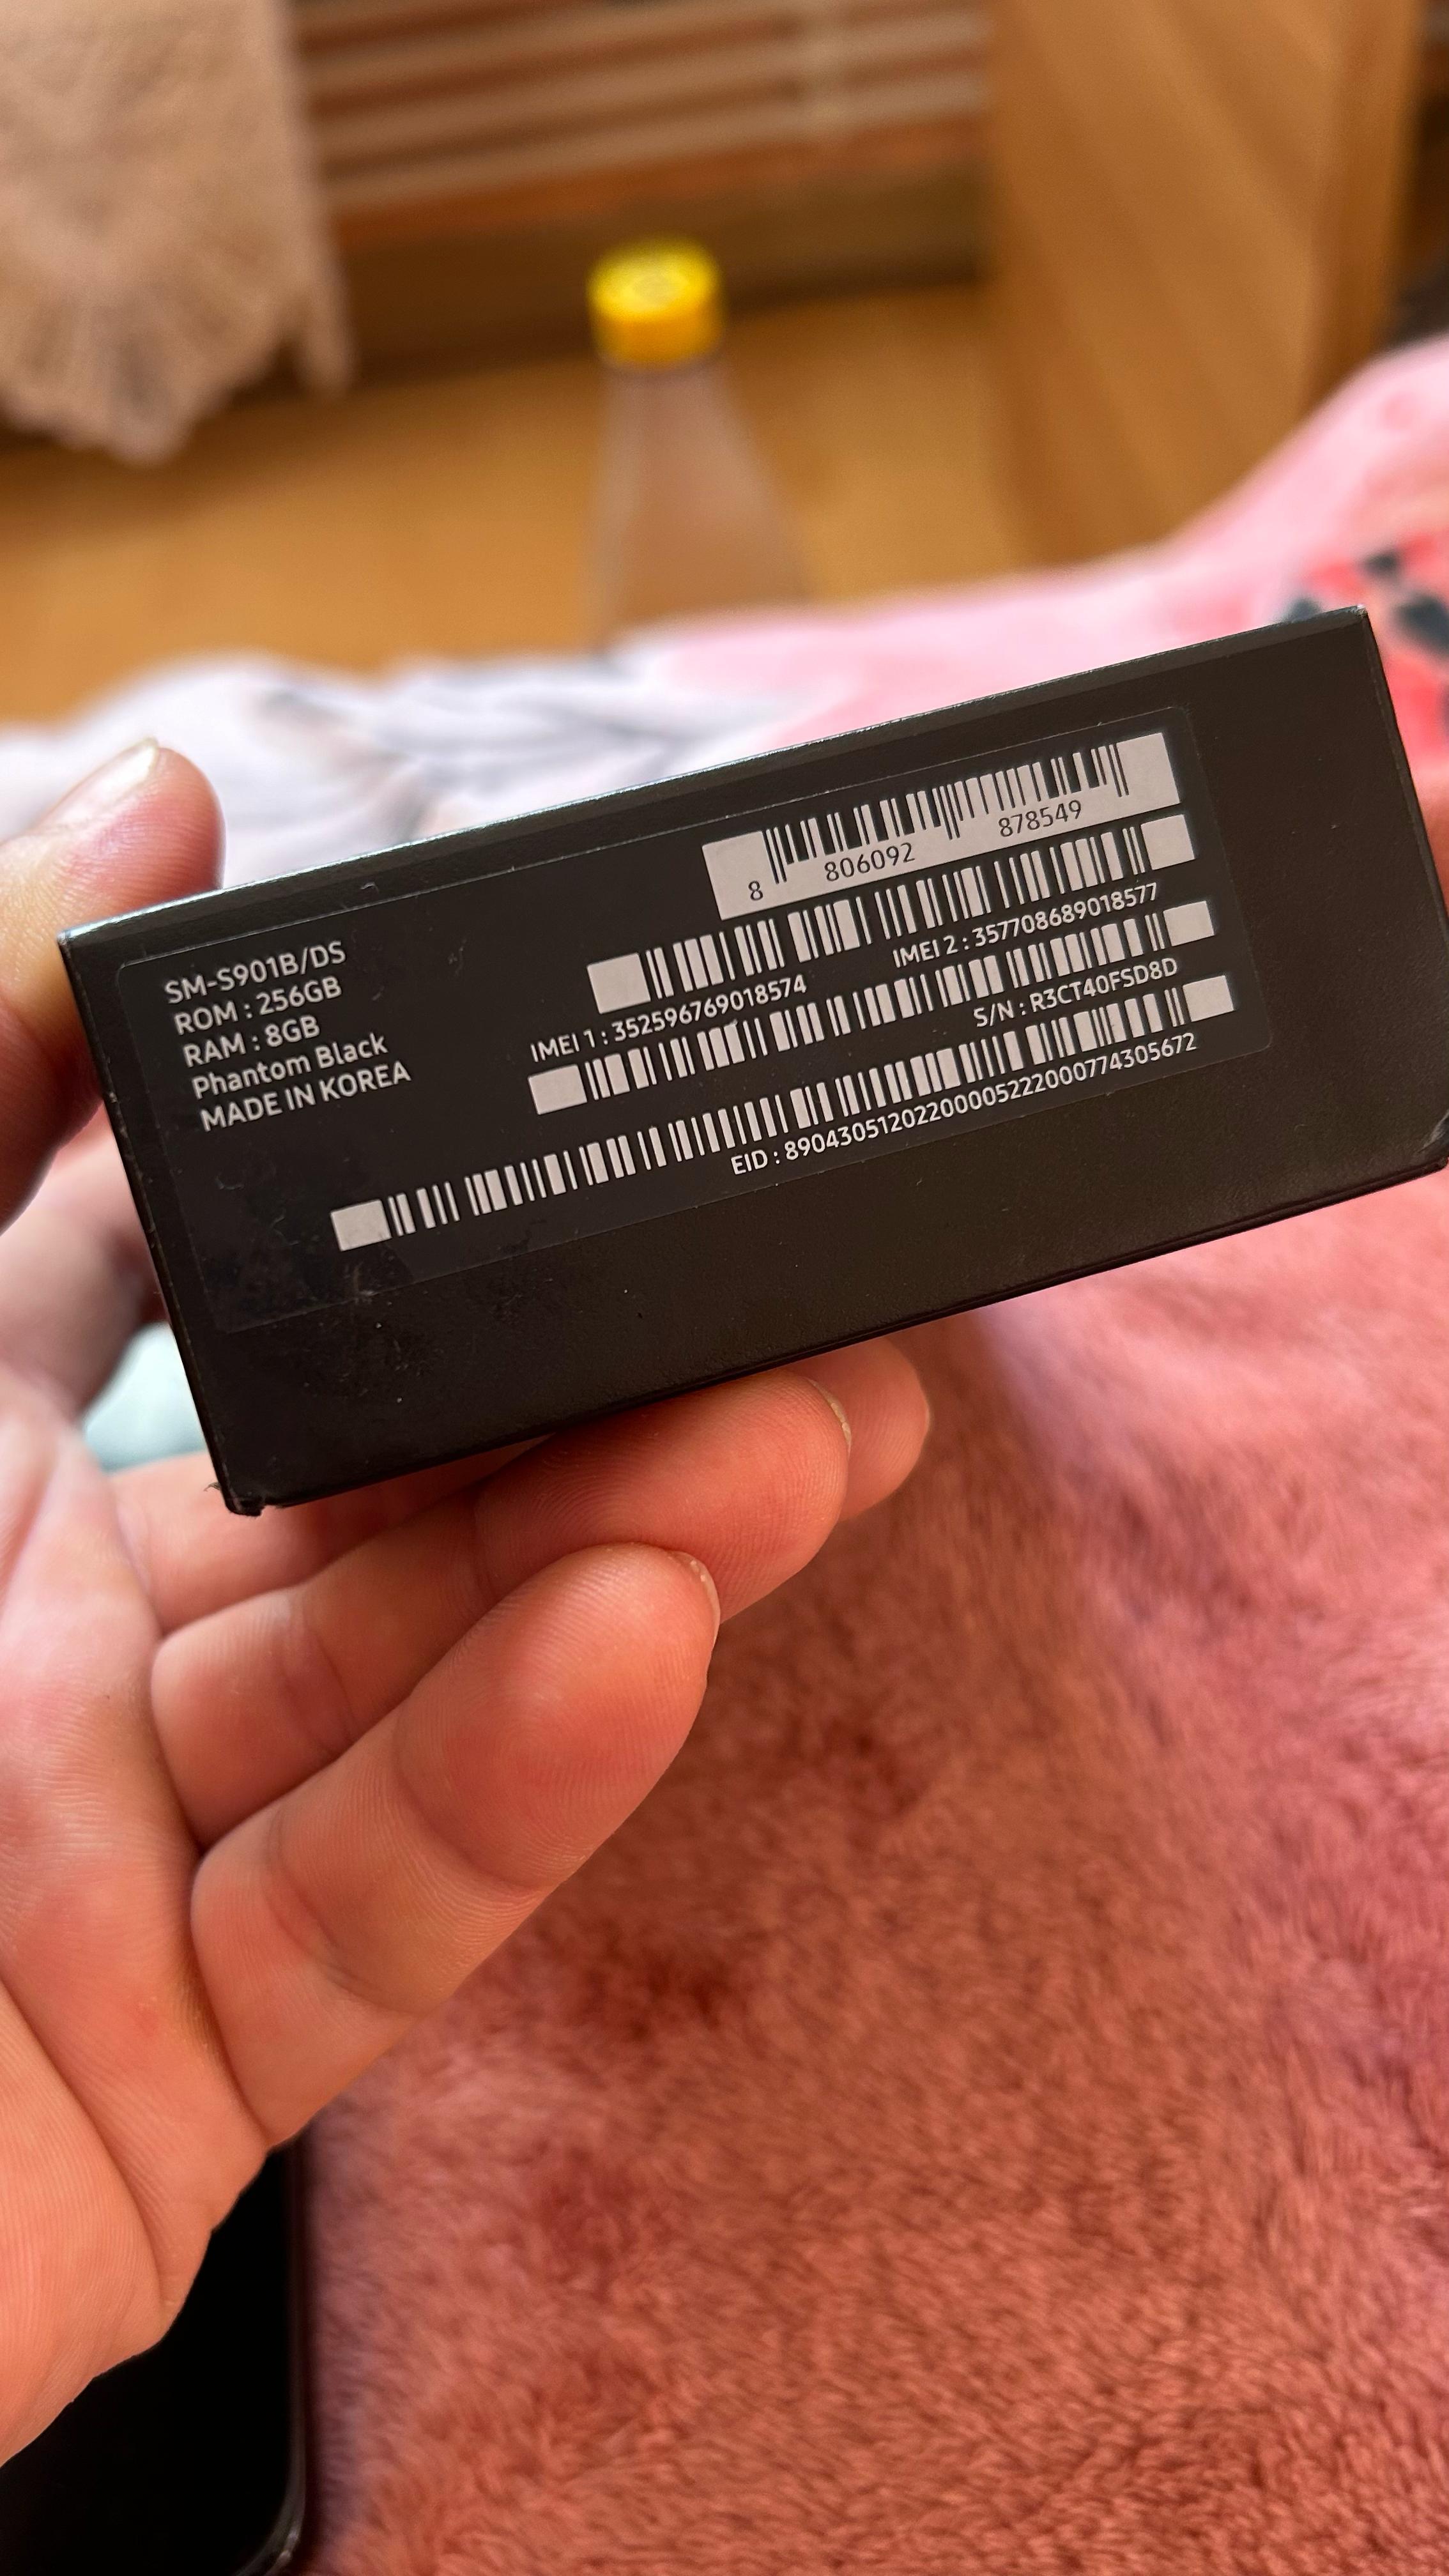 SM-S901B/DS
ROM : 256GB
RAM : 8GB
Phantom Black
MADE IN KOREA
8 806092 878549
IMEI 1 : 352596769018574
IMEI 2 : 357708689018577
S/N : R3CT40FSD8D
EID : 89043051202200005222000774305672